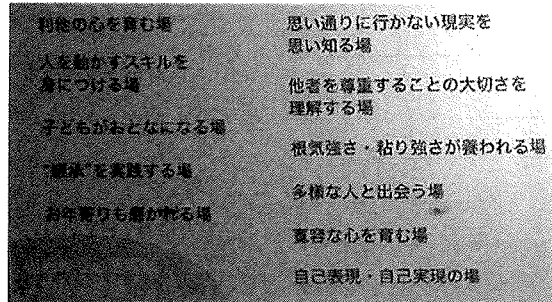 利他の心を育む場
人を動かすスキルを
身につける場
子どもがおとなになる場
“継承”を実践する場
お年寄りも磨かれる場
思い通りに行かない現実を
思い知る場
他者を尊重することの大切さを
理解する場
根気強さ・粘り強さが養われる場
多様な人と出会う場
寛容な心を育む場
自己表現・自己実現の場